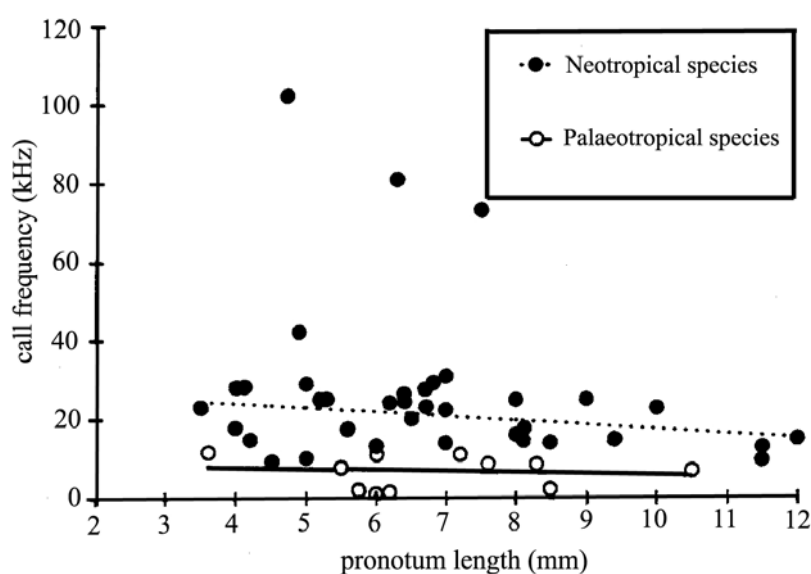 120
100
80
60
40
20
0
call frequency (kHz)
Neotropical species
Palaeotropical species
2 3 4 5 6 7 8 9 10 11 12
pronotum length (mm)